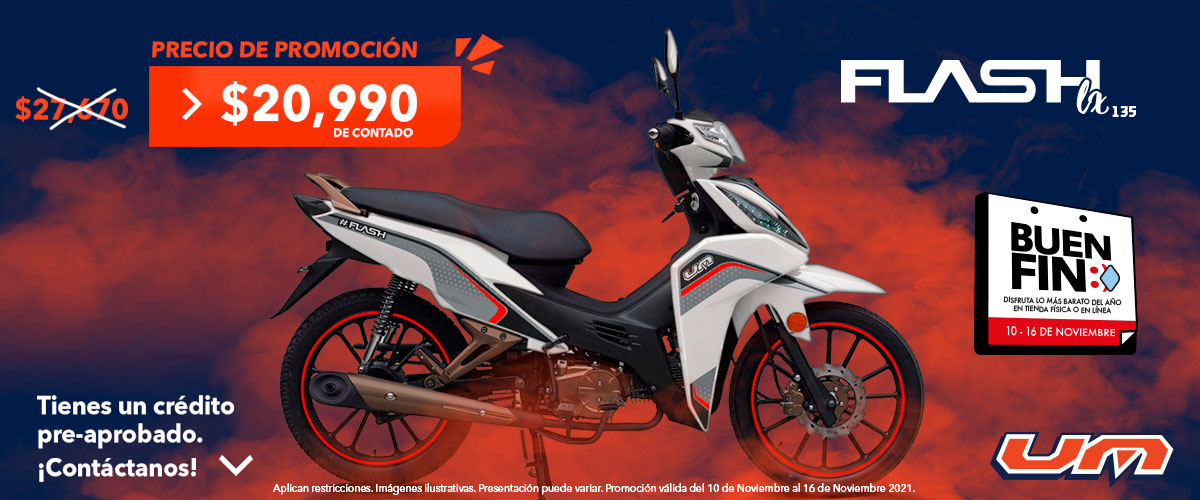 PRECIO DE PROMOCIÓN
$27,670
> $20,990
DE CONTADO
FLASH
lx 135
#FLASH
UM
BUEN
FIN
DISFRUTA LO MÁS BARATO DEL AÑO
EN TIENDA FÍSICA O EN LÍNEA
10 - 16 DE NOVIEMBRE
Tienes un crédito
pre-aprobado.
¡Contáctanos!
UM
Aplican restricciones. Imágenes ilustrativas. Presentación puede variar. Promoción válida del 10 de Noviembre al 16 de Noviembre 2021.